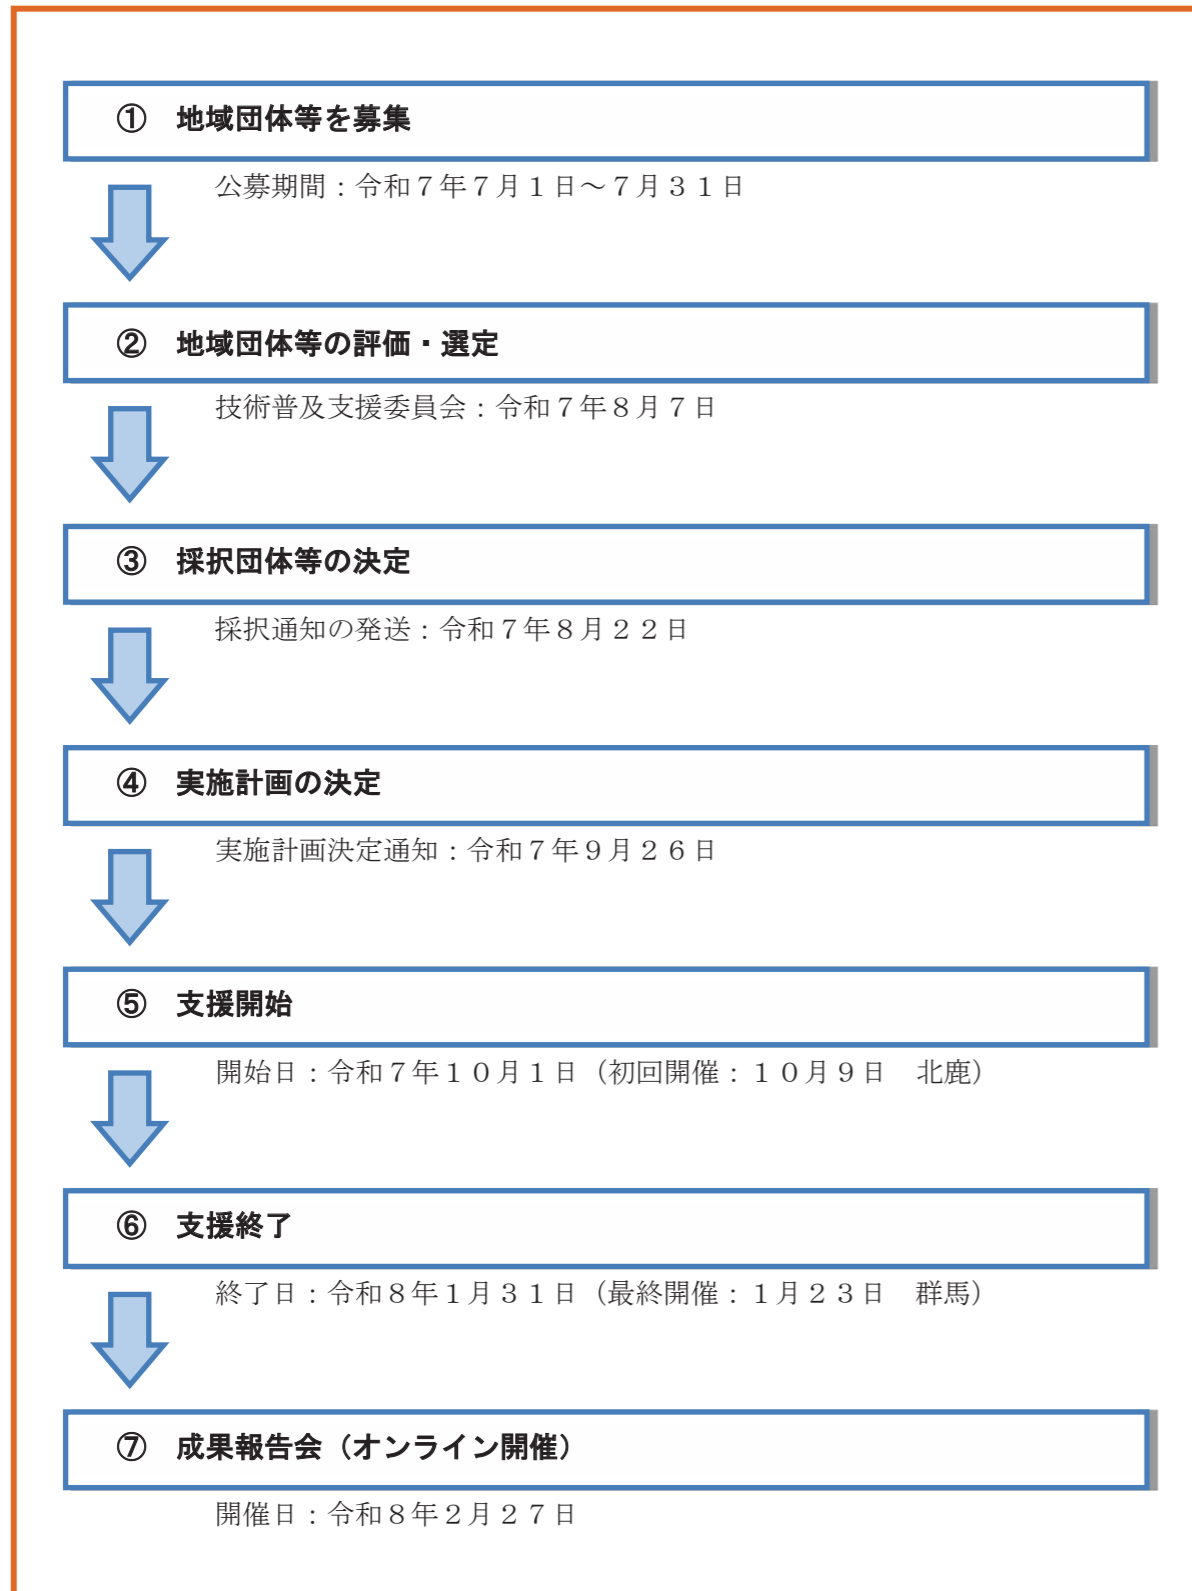 ① 地域団体等を募集
公募期間：令和７年７月１日～７月３１日
② 地域団体等の評価・選定
技術普及支援委員会：令和７年８月７日
③ 採択団体等の決定
採択通知の発送：令和７年８月２２日
④ 実施計画の決定
実施計画決定通知：令和７年９月２６日
⑤ 支援開始
開始日：令和７年１０月１日（初回開催：１０月９日　北鹿）
⑥ 支援終了
終了日：令和８年１月３１日（最終開催：１月２３日　群馬）
⑦ 成果報告会（オンライン開催）
開催日：令和８年２月２７日